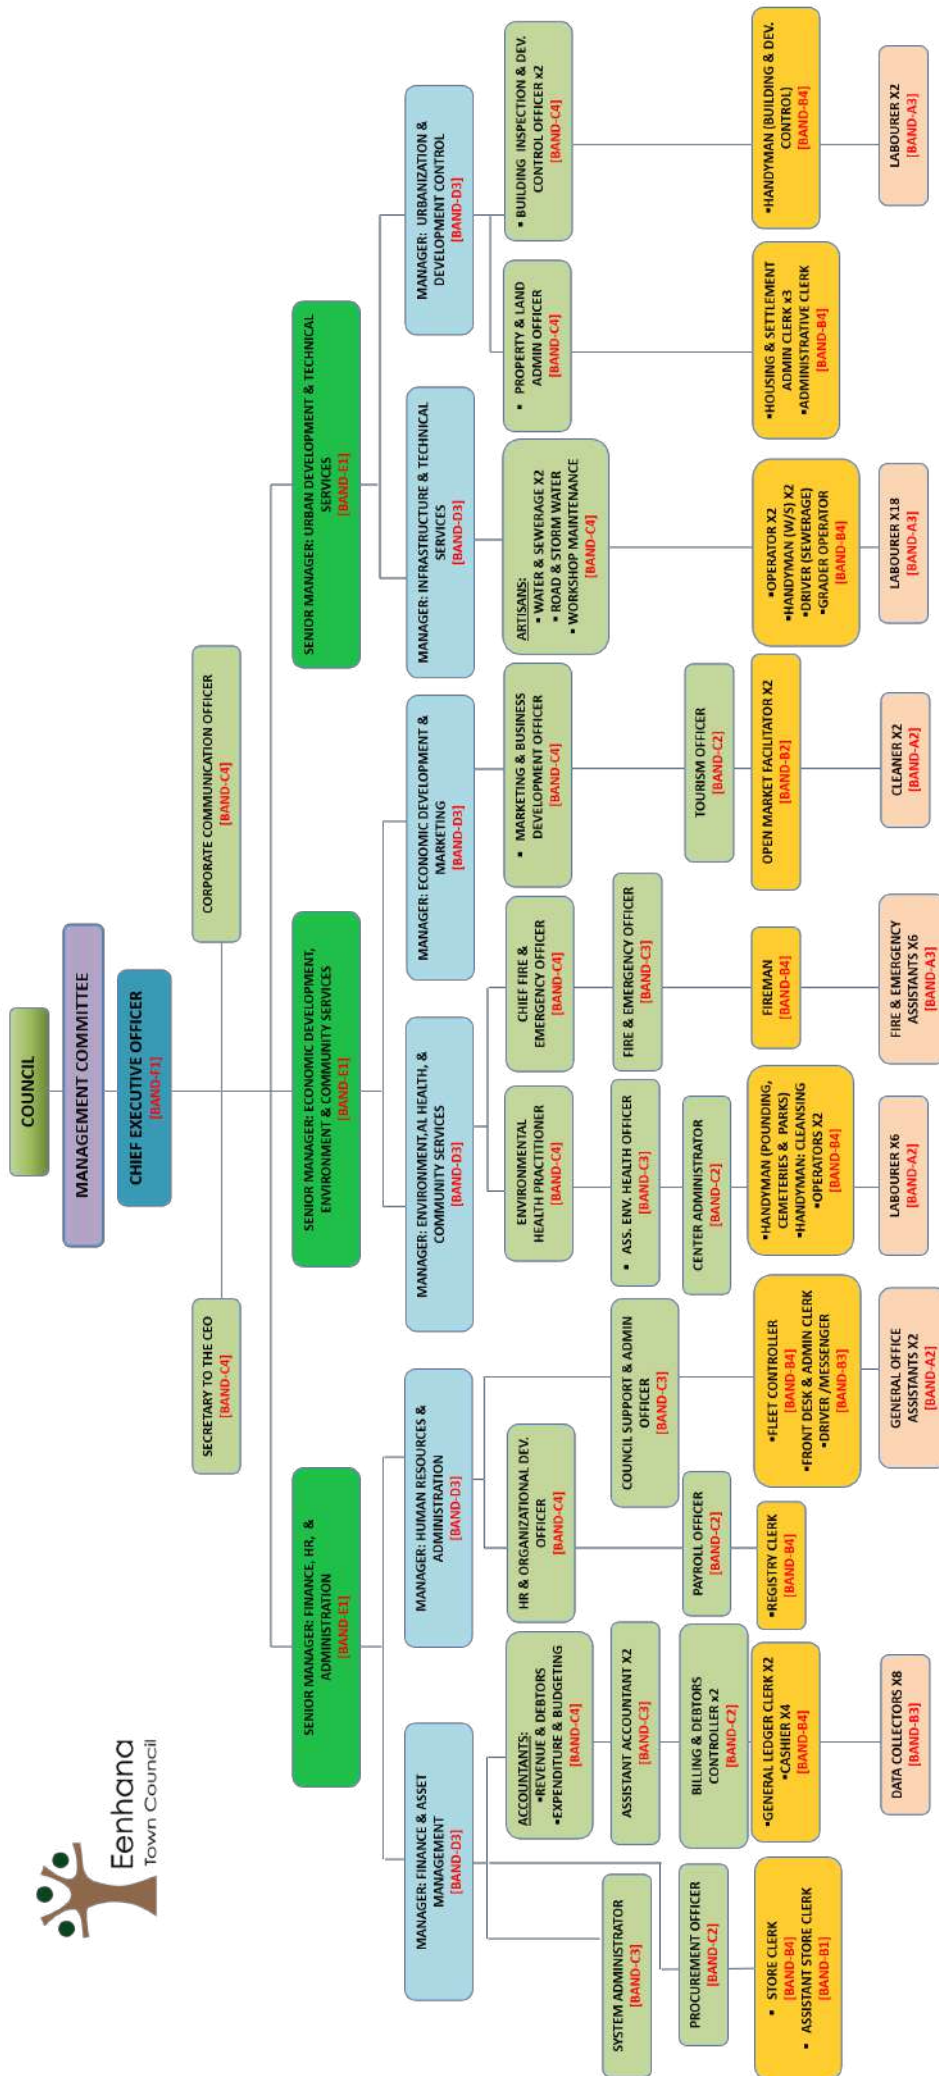 Eenhana
Town Council
COUNCIL
MANAGEMENT COMMITTEE
CHIEF EXECUTIVE OFFICER
[BAND-F1]
SECRETARY TO THE CEO
[BAND-C4]
CORPORATE COMMUNICATION OFFICER
[BAND-C4]
SENIOR MANAGER: FINANCE, HR, &
ADMINISTRATION
[BAND-E1]
SENIOR MANAGER: ECONOMIC DEVELOPMENT,
ENVIRONMENT & COMMUNITY SERVICES
[BAND-E1]
SENIOR MANAGER: URBAN DEVELOPMENT & TECHNICAL
SERVICES
[BAND-E1]
MANAGER: FINANCE & ASSET
MANAGEMENT
[BAND-D3]
MANAGER: HUMAN RESOURCES &
ADMINISTRATION
[BAND-D3]
MANAGER: ENVIRONMENT,AL HEALTH, &
COMMUNITY SERVICES
[BAND-D3]
MANAGER: ECONOMIC DEVELOPMENT &
MARKETING
[BAND-D3]
MANAGER: INFRASTRUCTURE & TECHNICAL
SERVICES
[BAND-D3]
MANAGER: URBANIZATION &
DEVELOPMENT CONTROL
[BAND-D3]
ACCOUNTANTS:
▪REVENUE & DEBTORS
▪EXPENDITURE & BUDGETING
[BAND-C4]
HR & ORGANIZATIONAL DEV.
OFFICER
[BAND-C4]
ENVIRONMENTAL
HEALTH PRACTITIONER
[BAND-C4]
CHIEF FIRE &
EMERGENCY OFFICER
[BAND-C4]
▪ MARKETING & BUSINESS
DEVELOPMENT OFFICER
[BAND-C4]
ARTISANS:
▪ WATER & SEWERAGE X2
▪ ROAD & STORM WATER
▪ WORKSHOP MAINTENANCE
[BAND-C4]
▪ PROPERTY & LAND
ADMIN OFFICER
[BAND-C4]
▪ BUILDING INSPECTION & DEV.
CONTROL OFFICER x2
[BAND-C4]
SYSTEM ADMINISTRATOR
[BAND-C3]
ASSISTANT ACCOUNTANT X2
[BAND-C3]
COUNCIL SUPPORT & ADMIN
OFFICER
[BAND-C3]
▪ ASS. ENV. HEALTH OFFICER
[BAND-C3]
FIRE & EMERGENCY OFFICER
[BAND-C3]
PROCUREMENT OFFICER
[BAND-C2]
BILLING & DEBTORS
CONTROLLER x2
[BAND-C2]
PAYROLL OFFICER
[BAND-C2]
CENTER ADMINISTRATOR
[BAND-C2]
TOURISM OFFICER
[BAND-C2]
▪ STORE CLERK
[BAND-B4]
▪ ASSISTANT STORE CLERK
[BAND-B1]
▪GENERAL LEDGER CLERK X2
▪CASHIER X4
[BAND-B4]
▪REGISTRY CLERK
[BAND-B4]
▪FLEET CONTROLLER
[BAND-B4]
▪FRONT DESK & ADMIN CLERK
▪DRIVER /MESSENGER
[BAND-B3]
▪HANDYMAN (POUNDING,
CEMETERIES & PARKS)
▪HANDYMAN: CLEANSING
▪OPERATORS X2
[BAND-B4]
FIREMAN
[BAND-B4]
OPEN MARKET FACILITATOR X2
[BAND-B2]
▪OPERATOR X2
▪HANDYMAN (W/S) X2
▪DRIVER (SEWERAGE)
▪GRADER OPERATOR
[BAND-B4]
▪HOUSING & SETTLEMENT
ADMIN CLERK x3
▪ADMINISTRATIVE CLERK
[BAND-B4]
▪HANDYMAN (BUILDING & DEV.
CONTROL)
[BAND-B4]
DATA COLLECTORS X8
[BAND-B3]
GENERAL OFFICE
ASSISTANTS X2
[BAND-A2]
LABOURER X6
[BAND-A2]
FIRE & EMERGENCY
ASSISTANTS X6
[BAND-A3]
CLEANER X2
[BAND-A2]
LABOURER X18
[BAND-A3]
LABOURER X2
[BAND-A3]